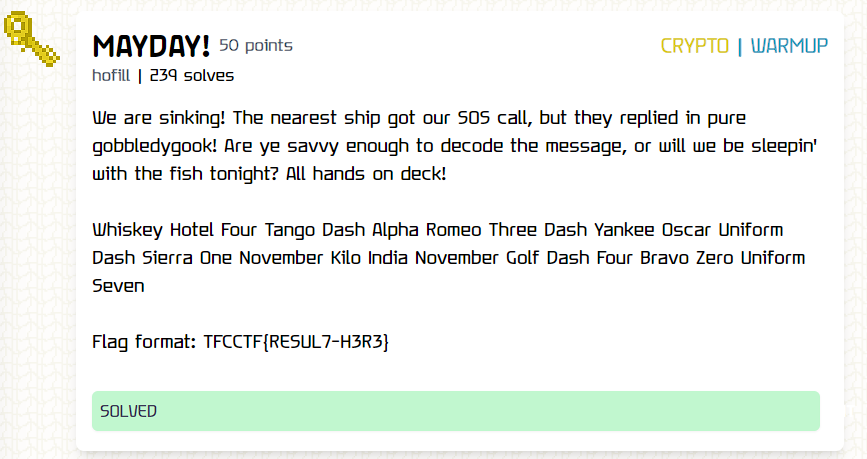 MAYDAY! 50 points
CRYPTO | WARMUP
hofill | 239 solves
We are sinking! The nearest ship got our SOS call, but they replied in pure
gobbledygook! Are ye savvy enough to decode the message, or will we be sleepin'
with the fish tonight? All hands on deck!
Whiskey Hotel Four Tango Dash Alpha Romeo Three Dash Yankee Oscar Uniform
Dash Sierra One November Kilo India November Golf Dash Four Bravo Zero Uniform
Seven
Flag format: TFCCTF{RESUL7-H3R3}
SOLVED